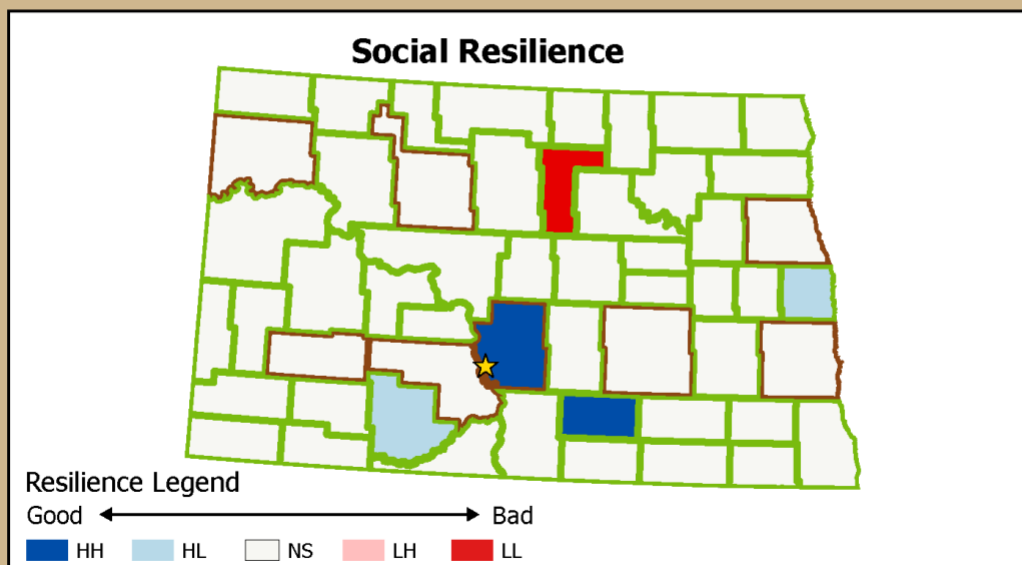 Social Resilience
Resilience Legend
Good Bad
HH HL NS LH LL